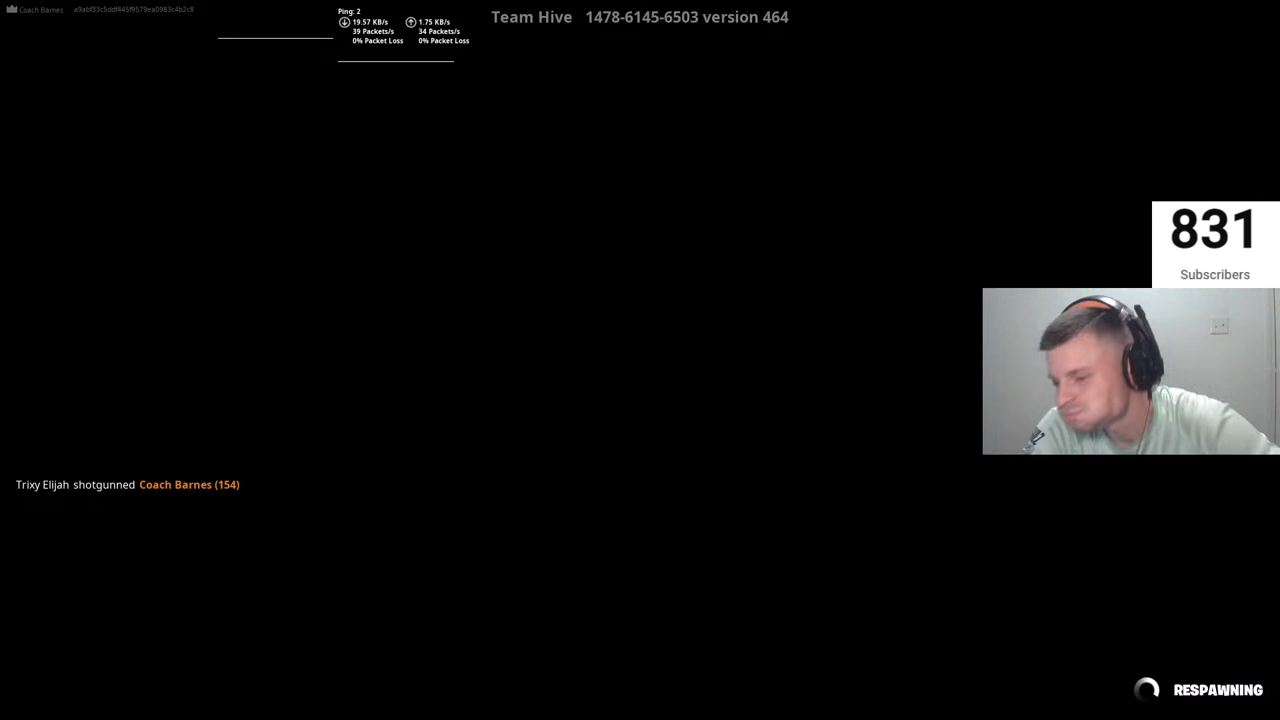 Coach Barnes a9abf33c5ddf445f9579ea0983c4b2c8
Ping: 2
19.57 KB/s 1.75 KB/s
39 Packets/s 34 Packets/s
0% Packet Loss 0% Packet Loss
Team Hive 1478-6145-6503 version 464
831
Subscribers
Trixy Elijah shotgunned Coach Barnes (154)
RESPAWNING